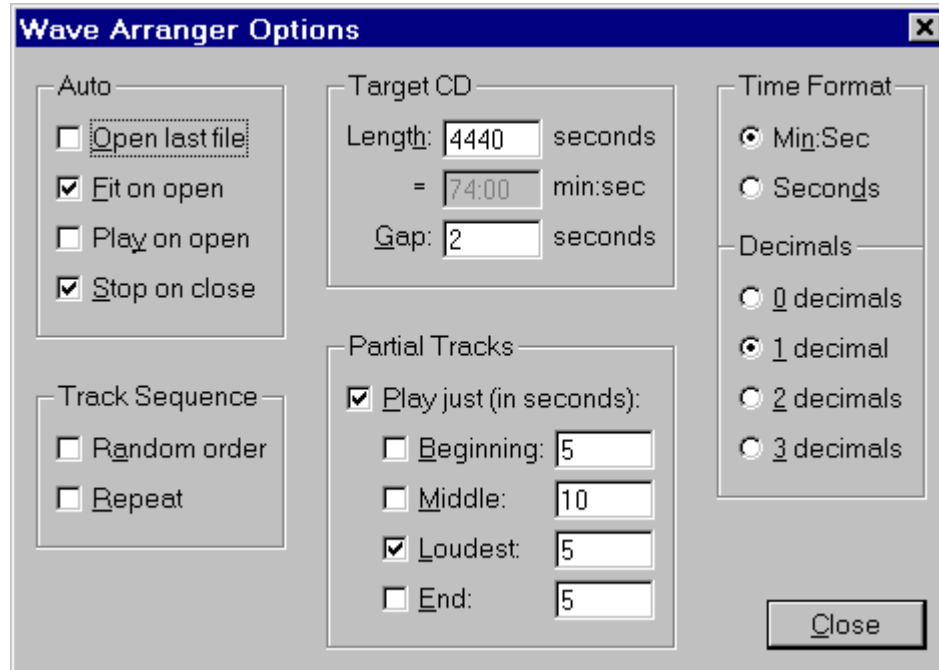 Wave Arranger Options
Auto
Open last file
Fit on open
Play on open
Stop on close
Track Sequence
Random order
Repeat
Target CD
Length: 4440 seconds
= 74:00 min:sec
Gap: 2 seconds
Partial Tracks
Play just (in seconds):
Beginning: 5
Middle: 10
Loudest: 5
End: 5
Time Format
Min:Sec
Seconds
Decimals
0 decimals
1 decimal
2 decimals
3 decimals
Close